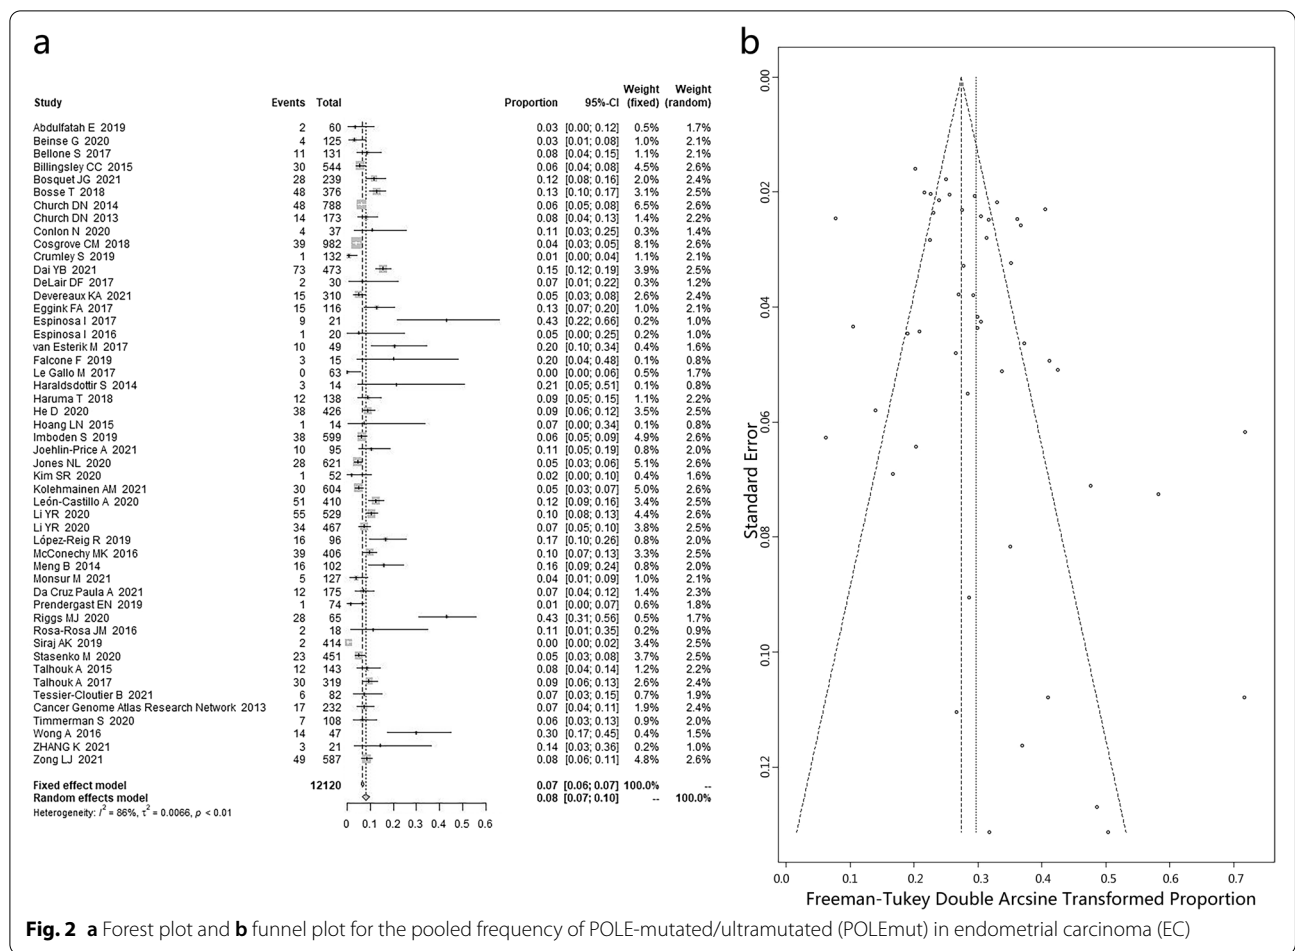 a
Weight Weight
Study Events Total Proportion 95%-CI (fixed) (random)
Abdulfatah E 2019 2 60 0.03 [0.00; 0.12] 0.5% 1.7%
Beinse G 2020 4 125 0.03 [0.01; 0.08] 1.0% 2.1%
Bellone S 2017 11 131 0.08 [0.04; 0.15] 1.1% 2.1%
Billingsley CC 2015 30 544 0.06 [0.04; 0.08] 4.5% 2.6%
Bosquet JG 2021 28 239 0.12 [0.08; 0.16] 2.0% 2.4%
Bosse T 2018 48 376 0.13 [0.10; 0.17] 3.1% 2.5%
Church DN 2014 48 788 0.06 [0.05; 0.08] 6.5% 2.6%
Church DN 2013 14 173 0.08 [0.04; 0.13] 1.4% 2.2%
Conlon N 2020 4 37 0.11 [0.03; 0.25] 0.3% 1.4%
Cosgrove CM 2018 39 982 0.04 [0.03; 0.05] 8.1% 2.6%
Crumley S 2019 1 132 0.01 [0.00; 0.04] 1.1% 2.1%
Dai YB 2021 73 473 0.15 [0.12; 0.19] 3.9% 2.5%
DeLair DF 2017 2 30 0.07 [0.01; 0.22] 0.3% 1.2%
Devereaux KA 2021 15 310 0.05 [0.03; 0.08] 2.6% 2.4%
Eggink FA 2017 15 116 0.13 [0.07; 0.20] 1.0% 2.1%
Espinosa I 2017 9 21 0.43 [0.22; 0.66] 0.2% 1.0%
Espinosa I 2016 1 20 0.05 [0.00; 0.25] 0.2% 1.0%
van Esterik M 2017 10 49 0.20 [0.10; 0.34] 0.4% 1.6%
Falcone F 2019 3 15 0.20 [0.04; 0.48] 0.1% 0.8%
Le Gallo M 2017 0 63 0.00 [0.00; 0.06] 0.5% 1.7%
Haraldsdottir S 2014 3 14 0.21 [0.05; 0.51] 0.1% 0.8%
Haruma T 2018 12 138 0.09 [0.05; 0.15] 1.1% 2.2%
He D 2020 38 426 0.09 [0.06; 0.12] 3.5% 2.5%
Hoang LN 2015 1 14 0.07 [0.00; 0.34] 0.1% 0.8%
Imboden S 2019 38 599 0.06 [0.05; 0.09] 4.9% 2.6%
Joehlin-Price A 2021 10 95 0.11 [0.05; 0.19] 0.8% 2.0%
Jones NL 2020 28 621 0.05 [0.03; 0.06] 5.1% 2.6%
Kim SR 2020 1 52 0.02 [0.00; 0.10] 0.4% 1.6%
Kolehmainen AM 2021 30 604 0.05 [0.03; 0.07] 5.0% 2.6%
León-Castillo A 2020 51 410 0.12 [0.09; 0.16] 3.4% 2.5%
Li YR 2020 55 529 0.10 [0.08; 0.13] 4.4% 2.6%
Li YR 2020 34 467 0.07 [0.05; 0.10] 3.8% 2.5%
López-Reig R 2019 16 96 0.17 [0.10; 0.26] 0.8% 2.0%
McConechy MK 2016 39 406 0.10 [0.07; 0.13] 3.3% 2.5%
Meng B 2014 16 102 0.16 [0.09; 0.24] 0.8% 2.0%
Monsur M 2021 5 127 0.04 [0.01; 0.09] 1.0% 2.1%
Da Cruz Paula A 2021 12 175 0.07 [0.04; 0.12] 1.4% 2.3%
Prendergast EN 2019 1 74 0.01 [0.00; 0.07] 0.6% 1.8%
Riggs MJ 2020 28 65 0.43 [0.31; 0.56] 0.5% 1.7%
Rosa-Rosa JM 2016 2 18 0.11 [0.01; 0.35] 0.2% 0.9%
Siraj AK 2019 2 414 0.00 [0.00; 0.02] 3.4% 2.5%
Stasenko M 2020 23 451 0.05 [0.03; 0.08] 3.7% 2.5%
Talhouk A 2015 12 143 0.08 [0.04; 0.14] 1.2% 2.2%
Talhouk A 2017 30 319 0.09 [0.06; 0.13] 2.6% 2.4%
Tessier-Cloutier B 2021 6 82 0.07 [0.03; 0.15] 0.7% 1.9%
Cancer Genome Atlas Research Network 2013 17 232 0.07 [0.04; 0.11] 1.9% 2.4%
Timmerman S 2020 7 108 0.06 [0.03; 0.13] 0.9% 2.0%
Wong A 2016 14 47 0.30 [0.17; 0.45] 0.4% 1.5%
ZHANG K 2021 3 21 0.14 [0.03; 0.36] 0.2% 1.0%
Zong LJ 2021 49 587 0.08 [0.06; 0.11] 4.8% 2.6%
Fixed effect model 12120 0.07 [0.06; 0.07] 100.0% --
Random effects model 0.08 [0.07; 0.10] -- 100.0%
Heterogeneity: I² = 86%, τ² = 0.0066, p < 0.01
0 0.1 0.2 0.3 0.4 0.5 0.6
b
Standard Error
0.00
0.02
0.04
0.06
0.08
0.10
0.12
0.0 0.1 0.2 0.3 0.4 0.5 0.6 0.7
Freeman-Tukey Double Arcsine Transformed Proportion
Fig. 2 a Forest plot and b funnel plot for the pooled frequency of POLE-mutated/ultramutated (POLEmut) in endometrial carcinoma (EC)